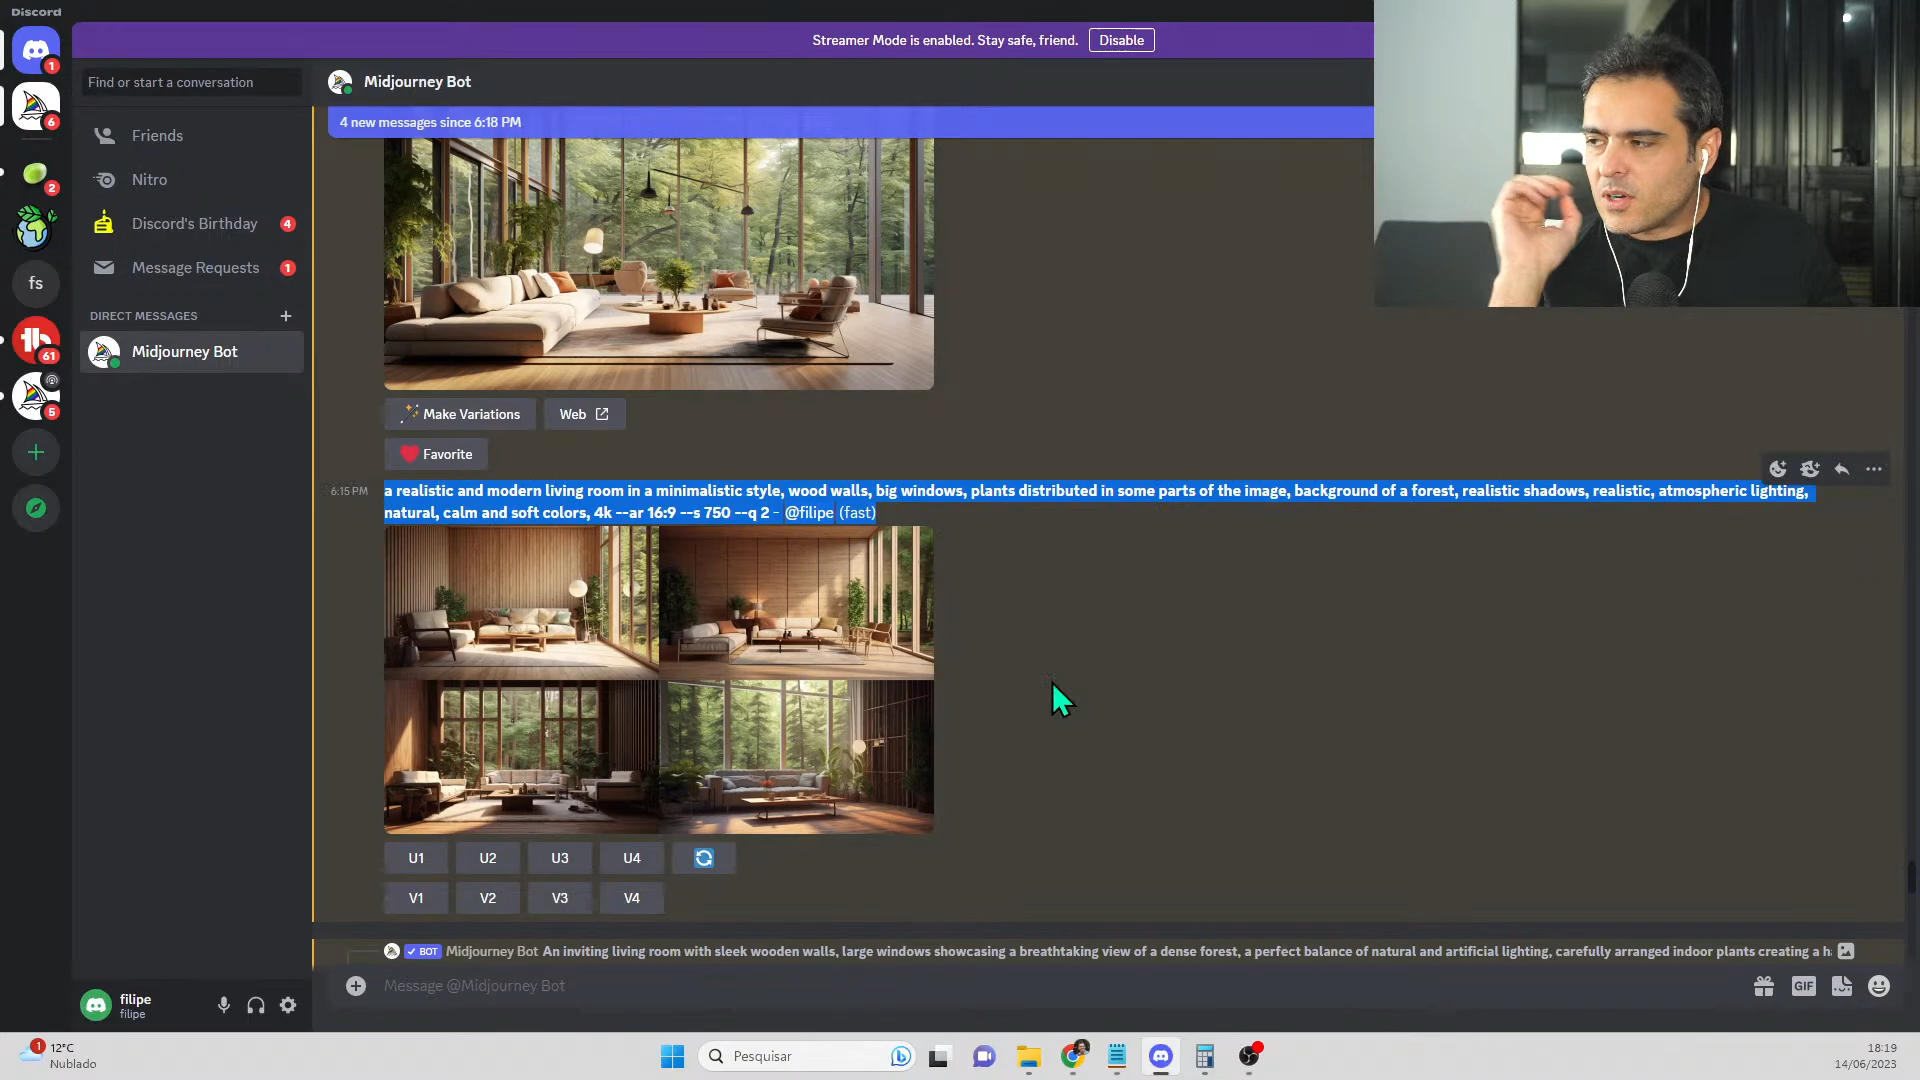 Discord
Streamer Mode is enabled. Stay safe, friend.
Disable
1
Find or start a conversation
Midjourney Bot
6
4 new messages since 6:18 PM
Friends
Nitro
2
Discord's Birthday
4
Message Requests
1
fs
DIRECT MESSAGES
61
Midjourney Bot
5
Make Variations
Web
Favorite
6:15 PM
a realistic and modern living room in a minimalistic style, wood walls, big windows, plants distributed in some parts of the image, background of a forest, realistic shadows, realistic, atmospheric lighting,
natural, calm and soft colors, 4k --ar 16:9 --s 750 --q 2 - @filipe (fast)
U1
U2
U3
U4
V1
V2
V3
V4
BOT
Midjourney Bot An inviting living room with sleek wooden walls, large windows showcasing a breathtaking view of a dense forest, a perfect balance of natural and artificial lighting, carefully arranged indoor plants creating a h
Message @Midjourney Bot
GIF
filipe
filipe
1
12°C
Nublado
Pesquisar
18:19
14/06/2023